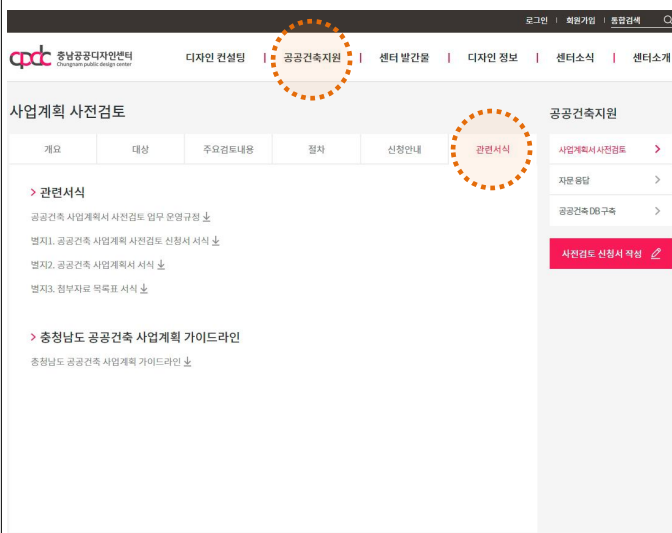 로그인 | 회원가입 | 통합검색
cpdc 충남공공디자인센터
Chungnam public design center
디자인 컨설팅 | 공공건축지원 | 센터 발간물 | 디자인 정보 | 센터소식 | 센터소개
사업계획 사전검토
개요 대상 주요검토내용 절차 신청안내 관련서식
> 관련서식
공공건축 사업계획서 사전검토 업무 운영규정
별지1. 공공건축 사업계획 사전검토 신청서 서식
별지2. 공공건축 사업계획서 서식
별지3. 첨부자료 목록표 서식
> 충청남도 공공건축 사업계획 가이드라인
충청남도 공공건축 사업계획 가이드라인
공공건축지원
사업계획서 사전검토 >
자문 응답 >
공공건축 DB 구축 >
사전검토 신청서 작성